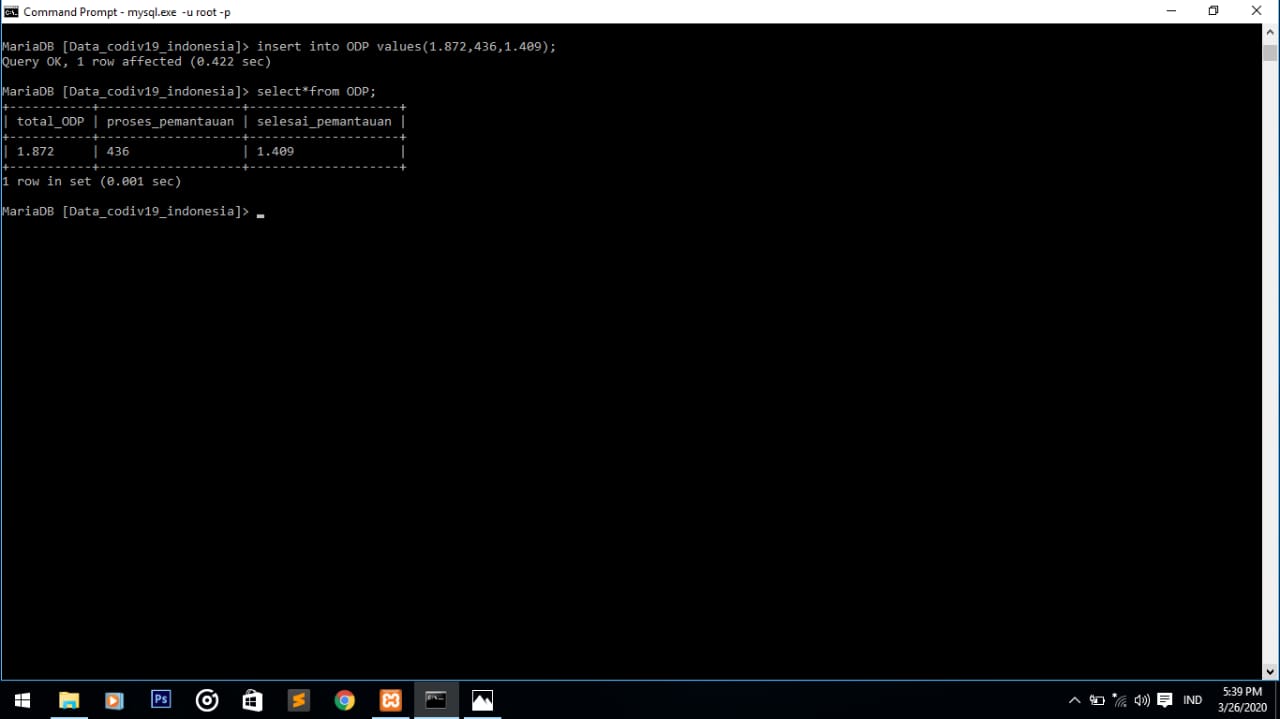 Command Prompt - mysql.exe -u root -p
MariaDB [Data_codiv19_indonesia]> insert into ODP values(1.872,436,1.409);
Query OK, 1 row affected (0.422 sec)
MariaDB [Data_codiv19_indonesia]> select*from ODP;
+-----------+-------------------+--------------------+
| total_ODP | proses_pemantauan | selesai_pemantauan |
+-----------+-------------------+--------------------+
| 1.872     | 436               | 1.409              |
+-----------+-------------------+--------------------+
1 row in set (0.001 sec)
MariaDB [Data_codiv19_indonesia]> _
Ps
IND
5:39 PM
3/26/2020